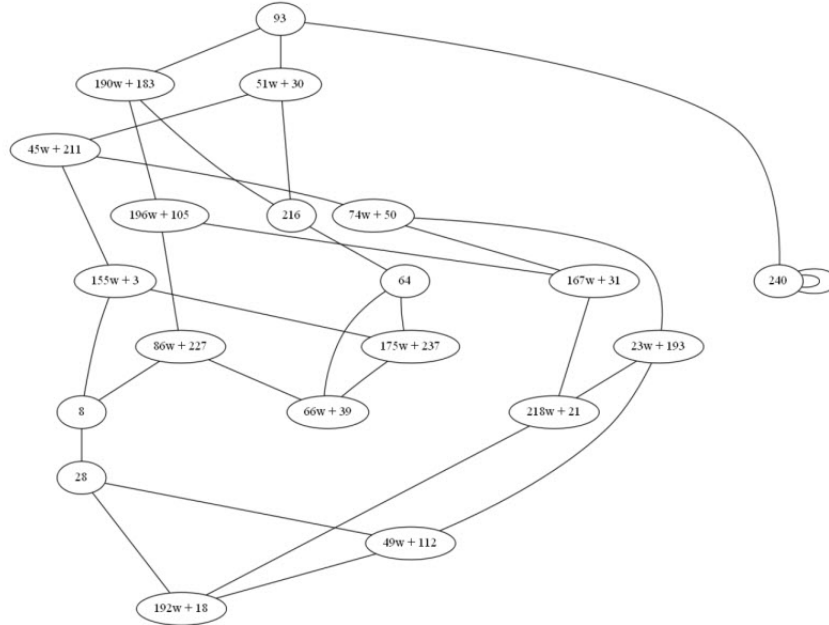 93
190w + 183
51w + 30
45w + 211
196w + 105
216
74w + 50
155w + 3
64
167w + 31
240
86w + 227
175w + 237
23w + 193
8
66w + 39
218w + 21
28
49w + 112
192w + 18